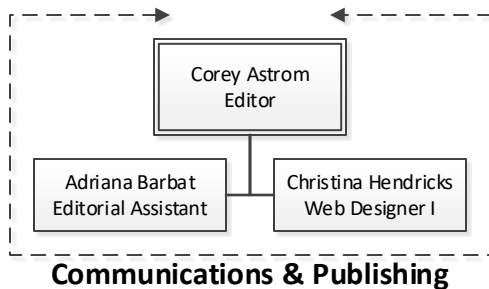 Corey Astrom
Editor
Adriana Barbat
Editorial Assistant
Christina Hendricks
Web Designer I
Communications & Publishing